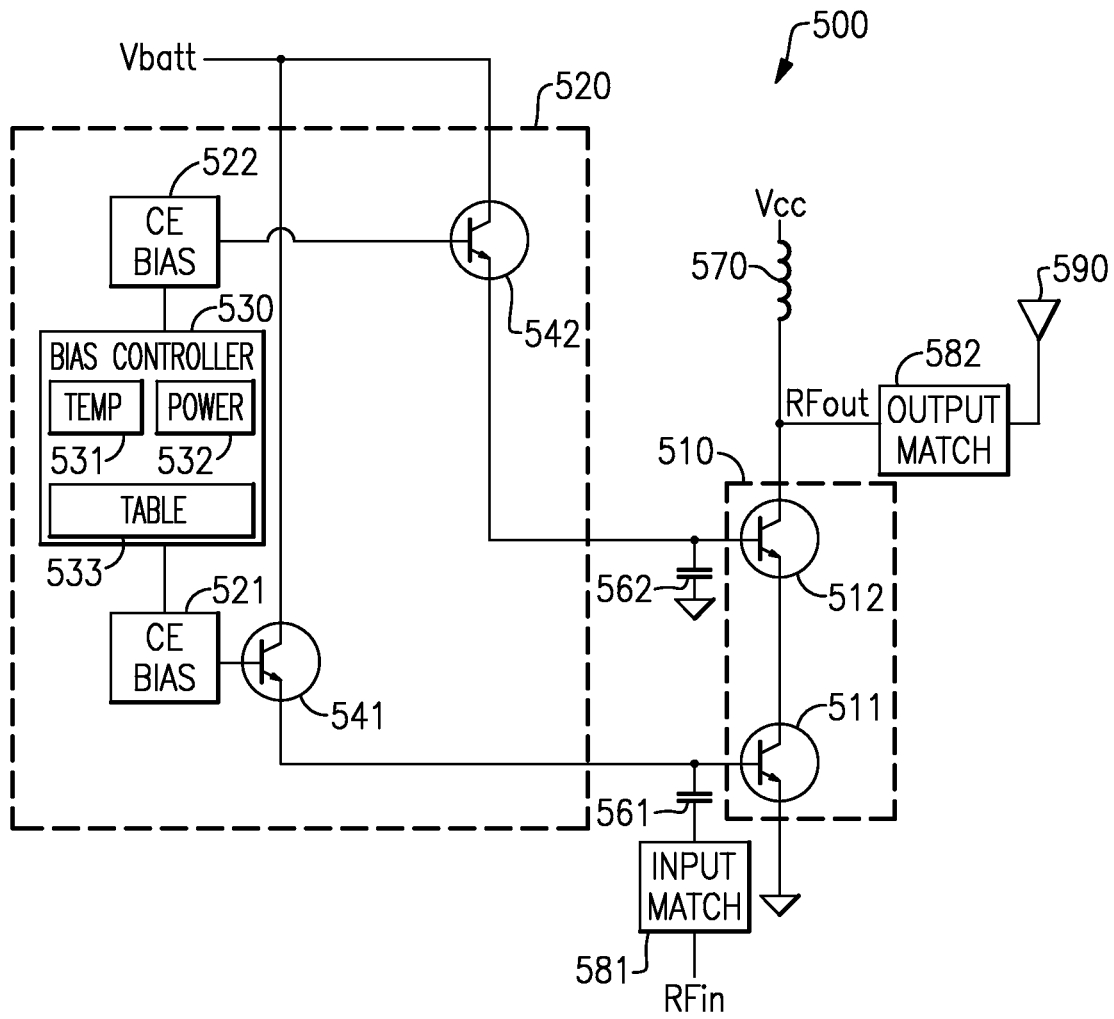 500
Vbatt
520
522
CE
BIAS
Vcc
570
590
530
BIAS CONTROLLER
542
TEMP
POWER
582
RFout
OUTPUT
MATCH
531
532
510
TABLE
533
562
512
521
CE
BIAS
541
511
561
INPUT
MATCH
581
RFin